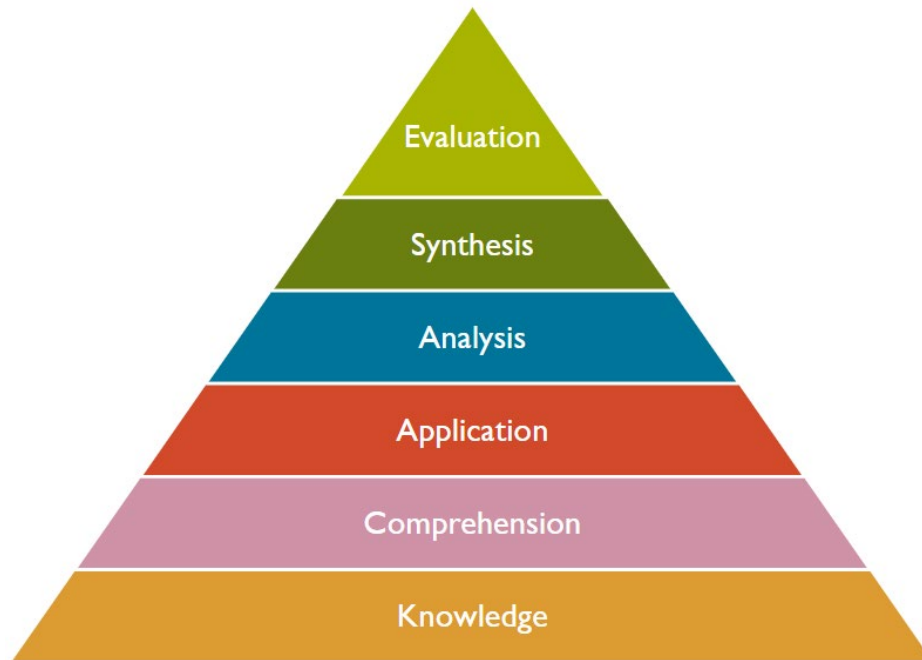 Evaluation
Synthesis
Analysis
Application
Comprehension
Knowledge